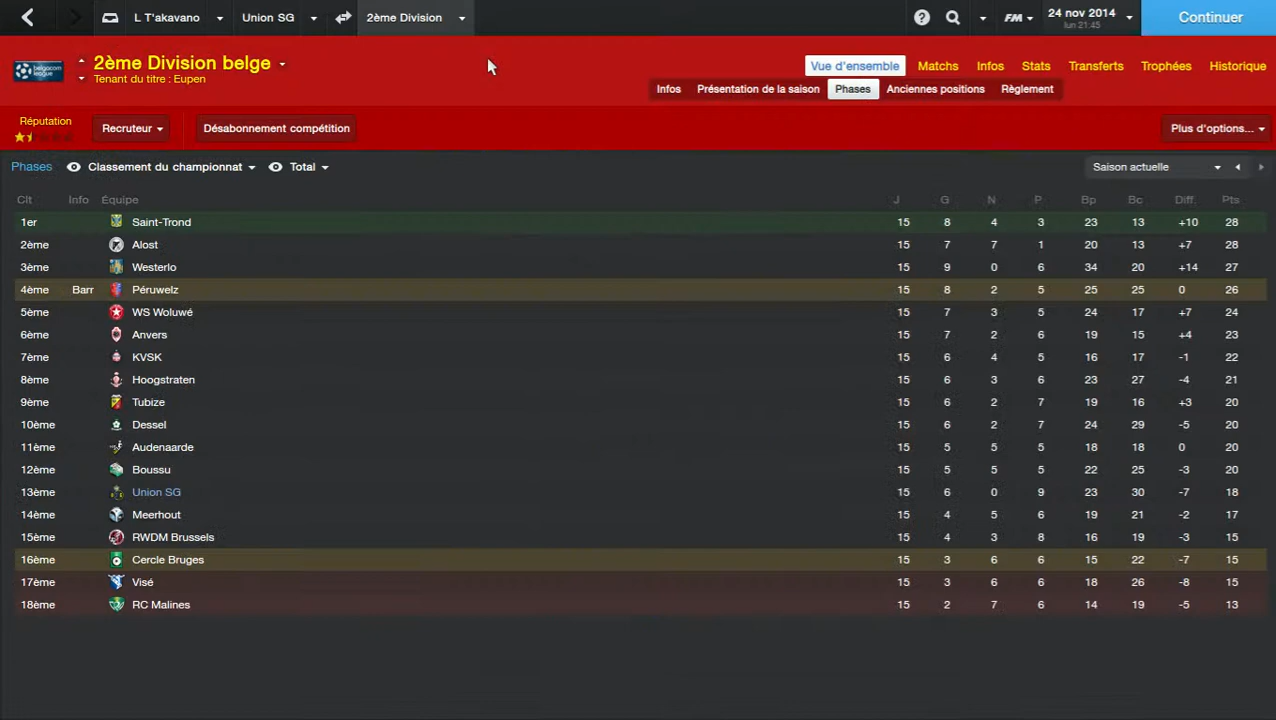 L T'akavano Union SG 2ème Division FM 24 nov 2014 Continuer
lun 21:45
2ème Division belge
Tenant du titre : Eupen
Vue d'ensemble Matchs Infos Stats Transferts Trophées Historique
Infos Présentation de la saison Phases Anciennes positions Règlement
Réputation
Recruteur Désabonnement compétition Plus d'options...
Phases Classement du championnat Total Saison actuelle
Clt Info Équipe J G N P Bp Bc Diff. Pts
1er Saint-Trond 15 8 4 3 23 13 +10 28
2ème Alost 15 7 7 1 20 13 +7 28
3ème Westerlo 15 9 0 6 34 20 +14 27
4ème Barr Péruwelz 15 8 2 5 25 25 0 26
5ème WS Woluwé 15 7 3 5 24 17 +7 24
6ème Anvers 15 7 2 6 19 15 +4 23
7ème KVSK 15 6 4 5 16 17 -1 22
8ème Hoogstraten 15 6 3 6 23 27 -4 21
9ème Tubize 15 6 2 7 19 16 +3 20
10ème Dessel 15 6 2 7 24 29 -5 20
11ème Audenaarde 15 5 5 5 18 18 0 20
12ème Boussu 15 5 5 5 22 25 -3 20
13ème Union SG 15 6 0 9 23 30 -7 18
14ème Meerhout 15 4 5 6 19 21 -2 17
15ème RWDM Brussels 15 4 3 8 16 19 -3 15
16ème Cercle Bruges 15 3 6 6 15 22 -7 15
17ème Visé 15 3 6 6 18 26 -8 15
18ème RC Malines 15 2 7 6 14 19 -5 13